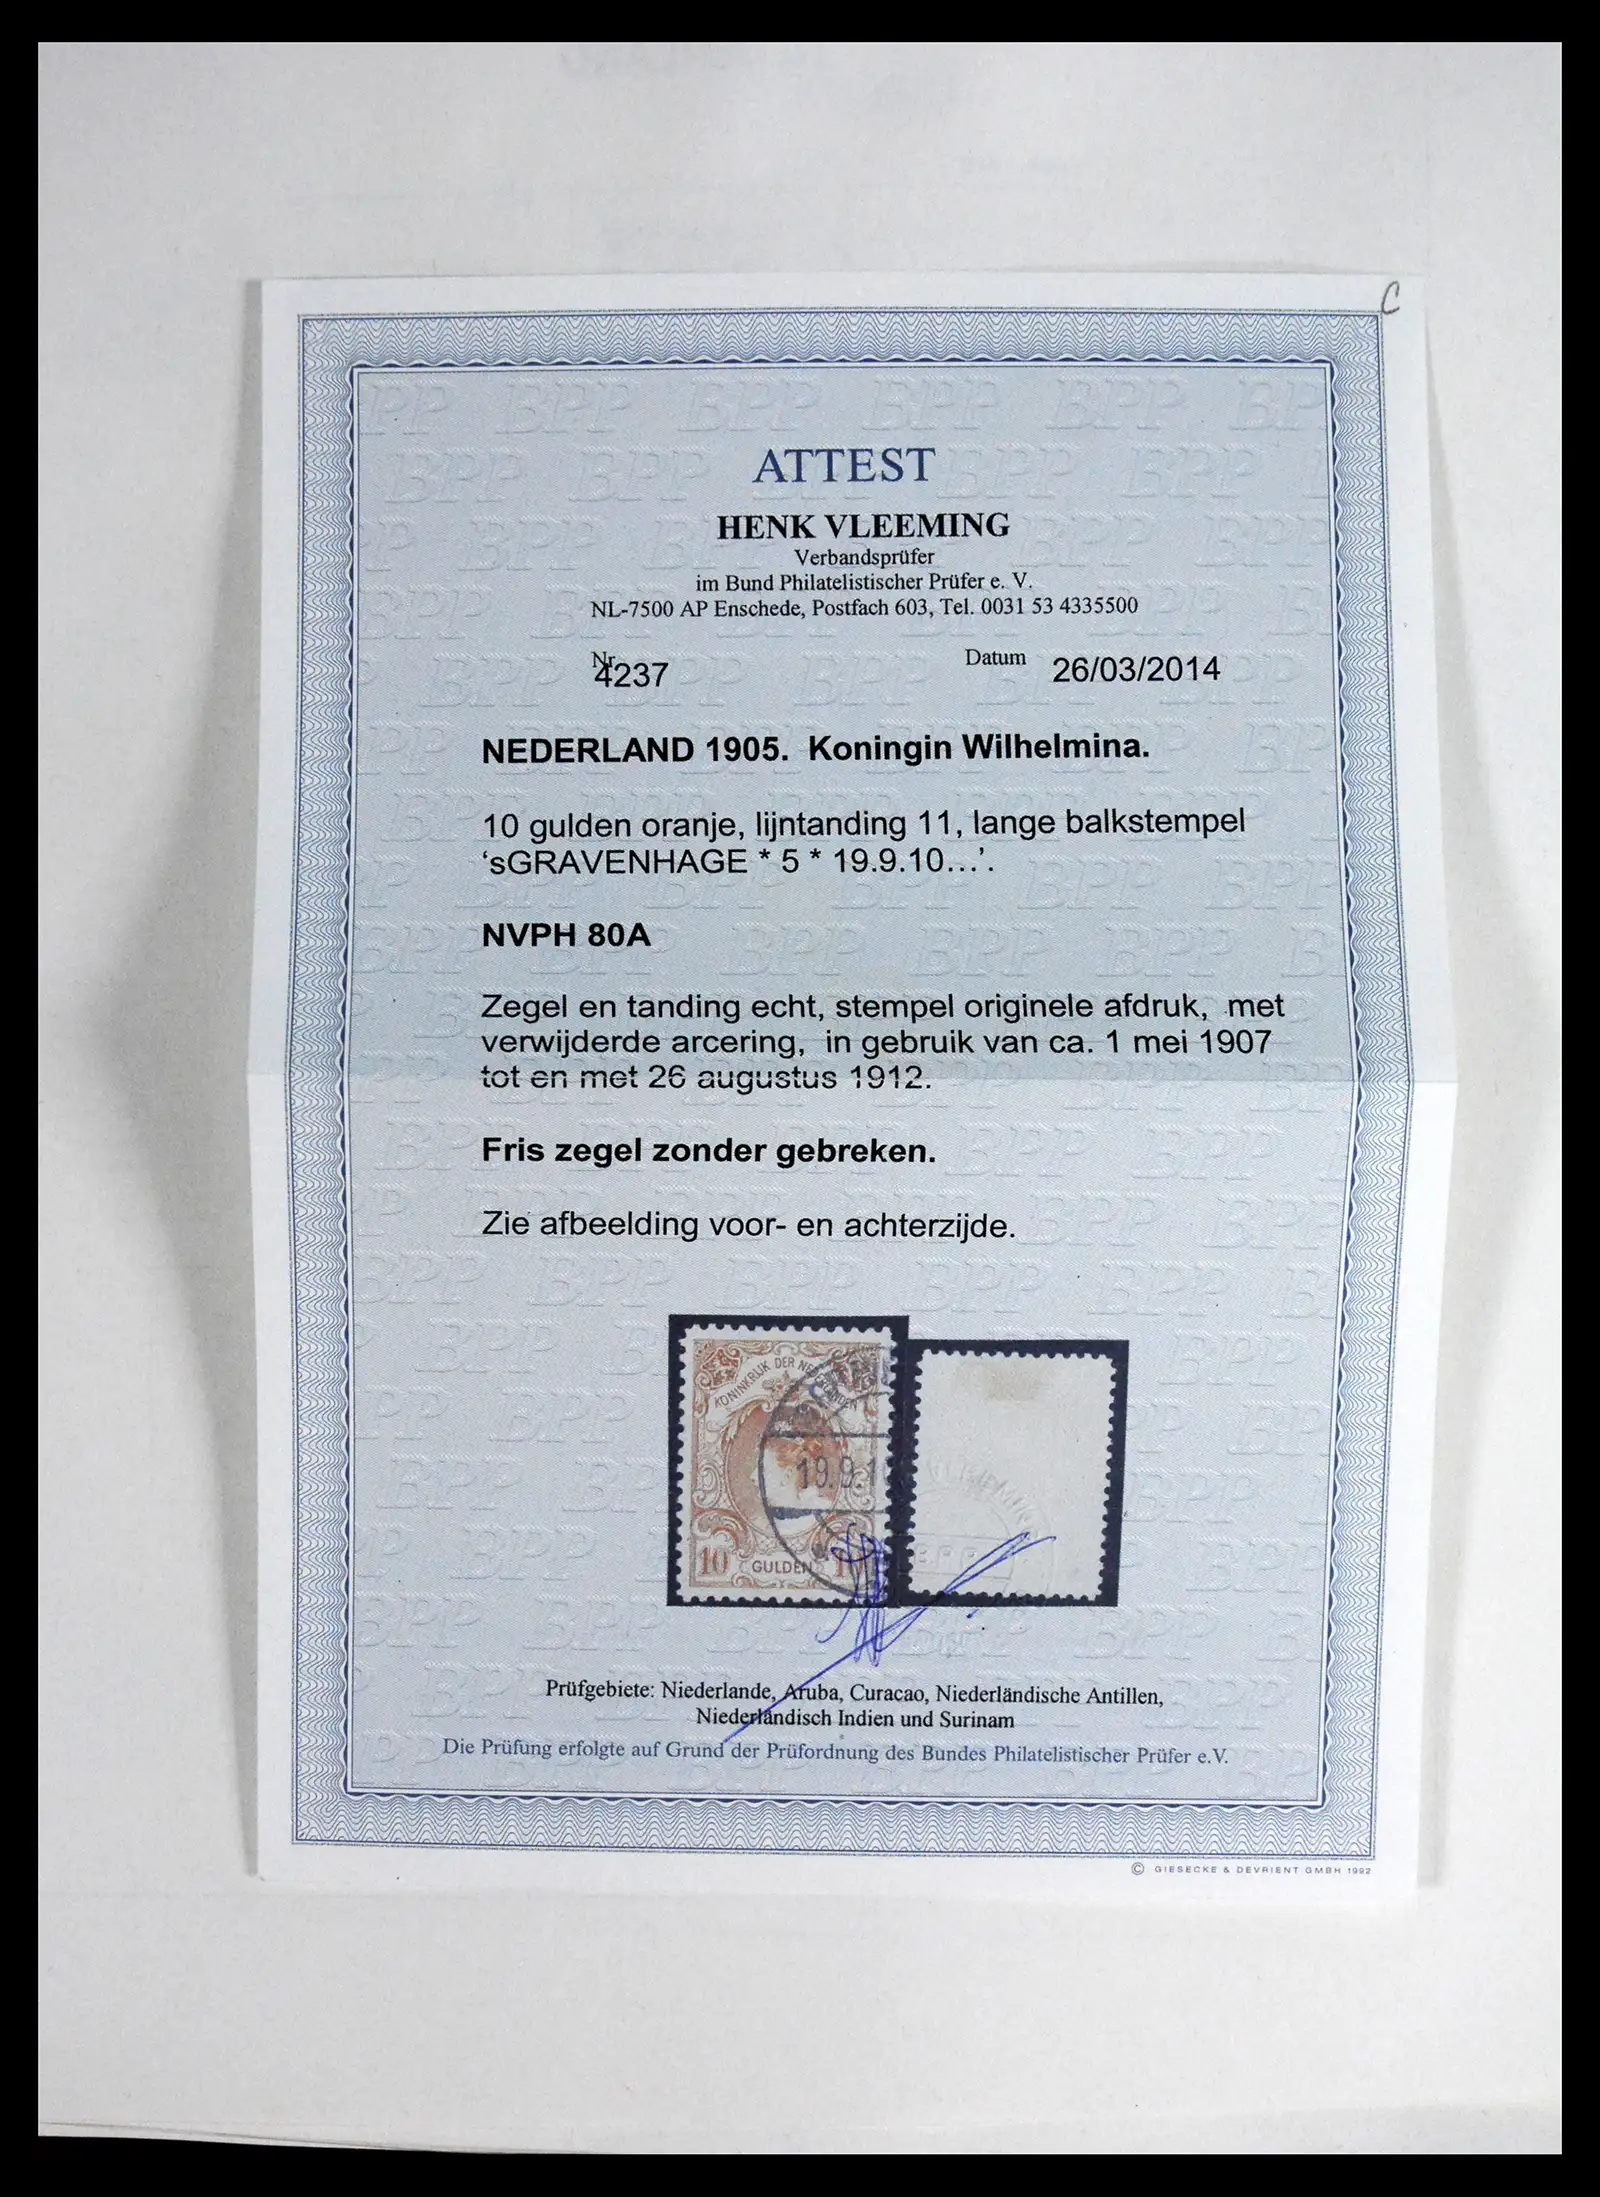 C
ATTEST
HENK VLEEMING
Verbandsprüfer
im Bund Philatelistischer Prüfer e. V.
NL-7500 AP Enschede, Postfach 603, Tel. 0031 53 4335500
Nr. 4237 Datum 26/03/2014
NEDERLAND 1905. Koningin Wilhelmina.
10 gulden oranje, lijntanding 11, lange balkstempel
‘sGRAVENHAGE * 5 * 19.9.10...’.
NVPH 80A
Zegel en tanding echt, stempel originele afdruk, met
verwijderde arcering, in gebruik van ca. 1 mei 1907
tot en met 26 augustus 1912.
Fris zegel zonder gebreken.
Zie afbeelding voor- en achterzijde.
KONINKRIJK DER NEDERLANDEN
19.9.10
10 GULDEN 10
Prüfgebiete: Niederlande, Aruba, Curacao, Niederländische Antillen,
Niederländisch Indien und Surinam
Die Prüfung erfolgte auf Grund der Prüfordnung des Bundes Philatelistischer Prüfer e.V.
© GIESECKE & DEVRIENT GMBH 1992